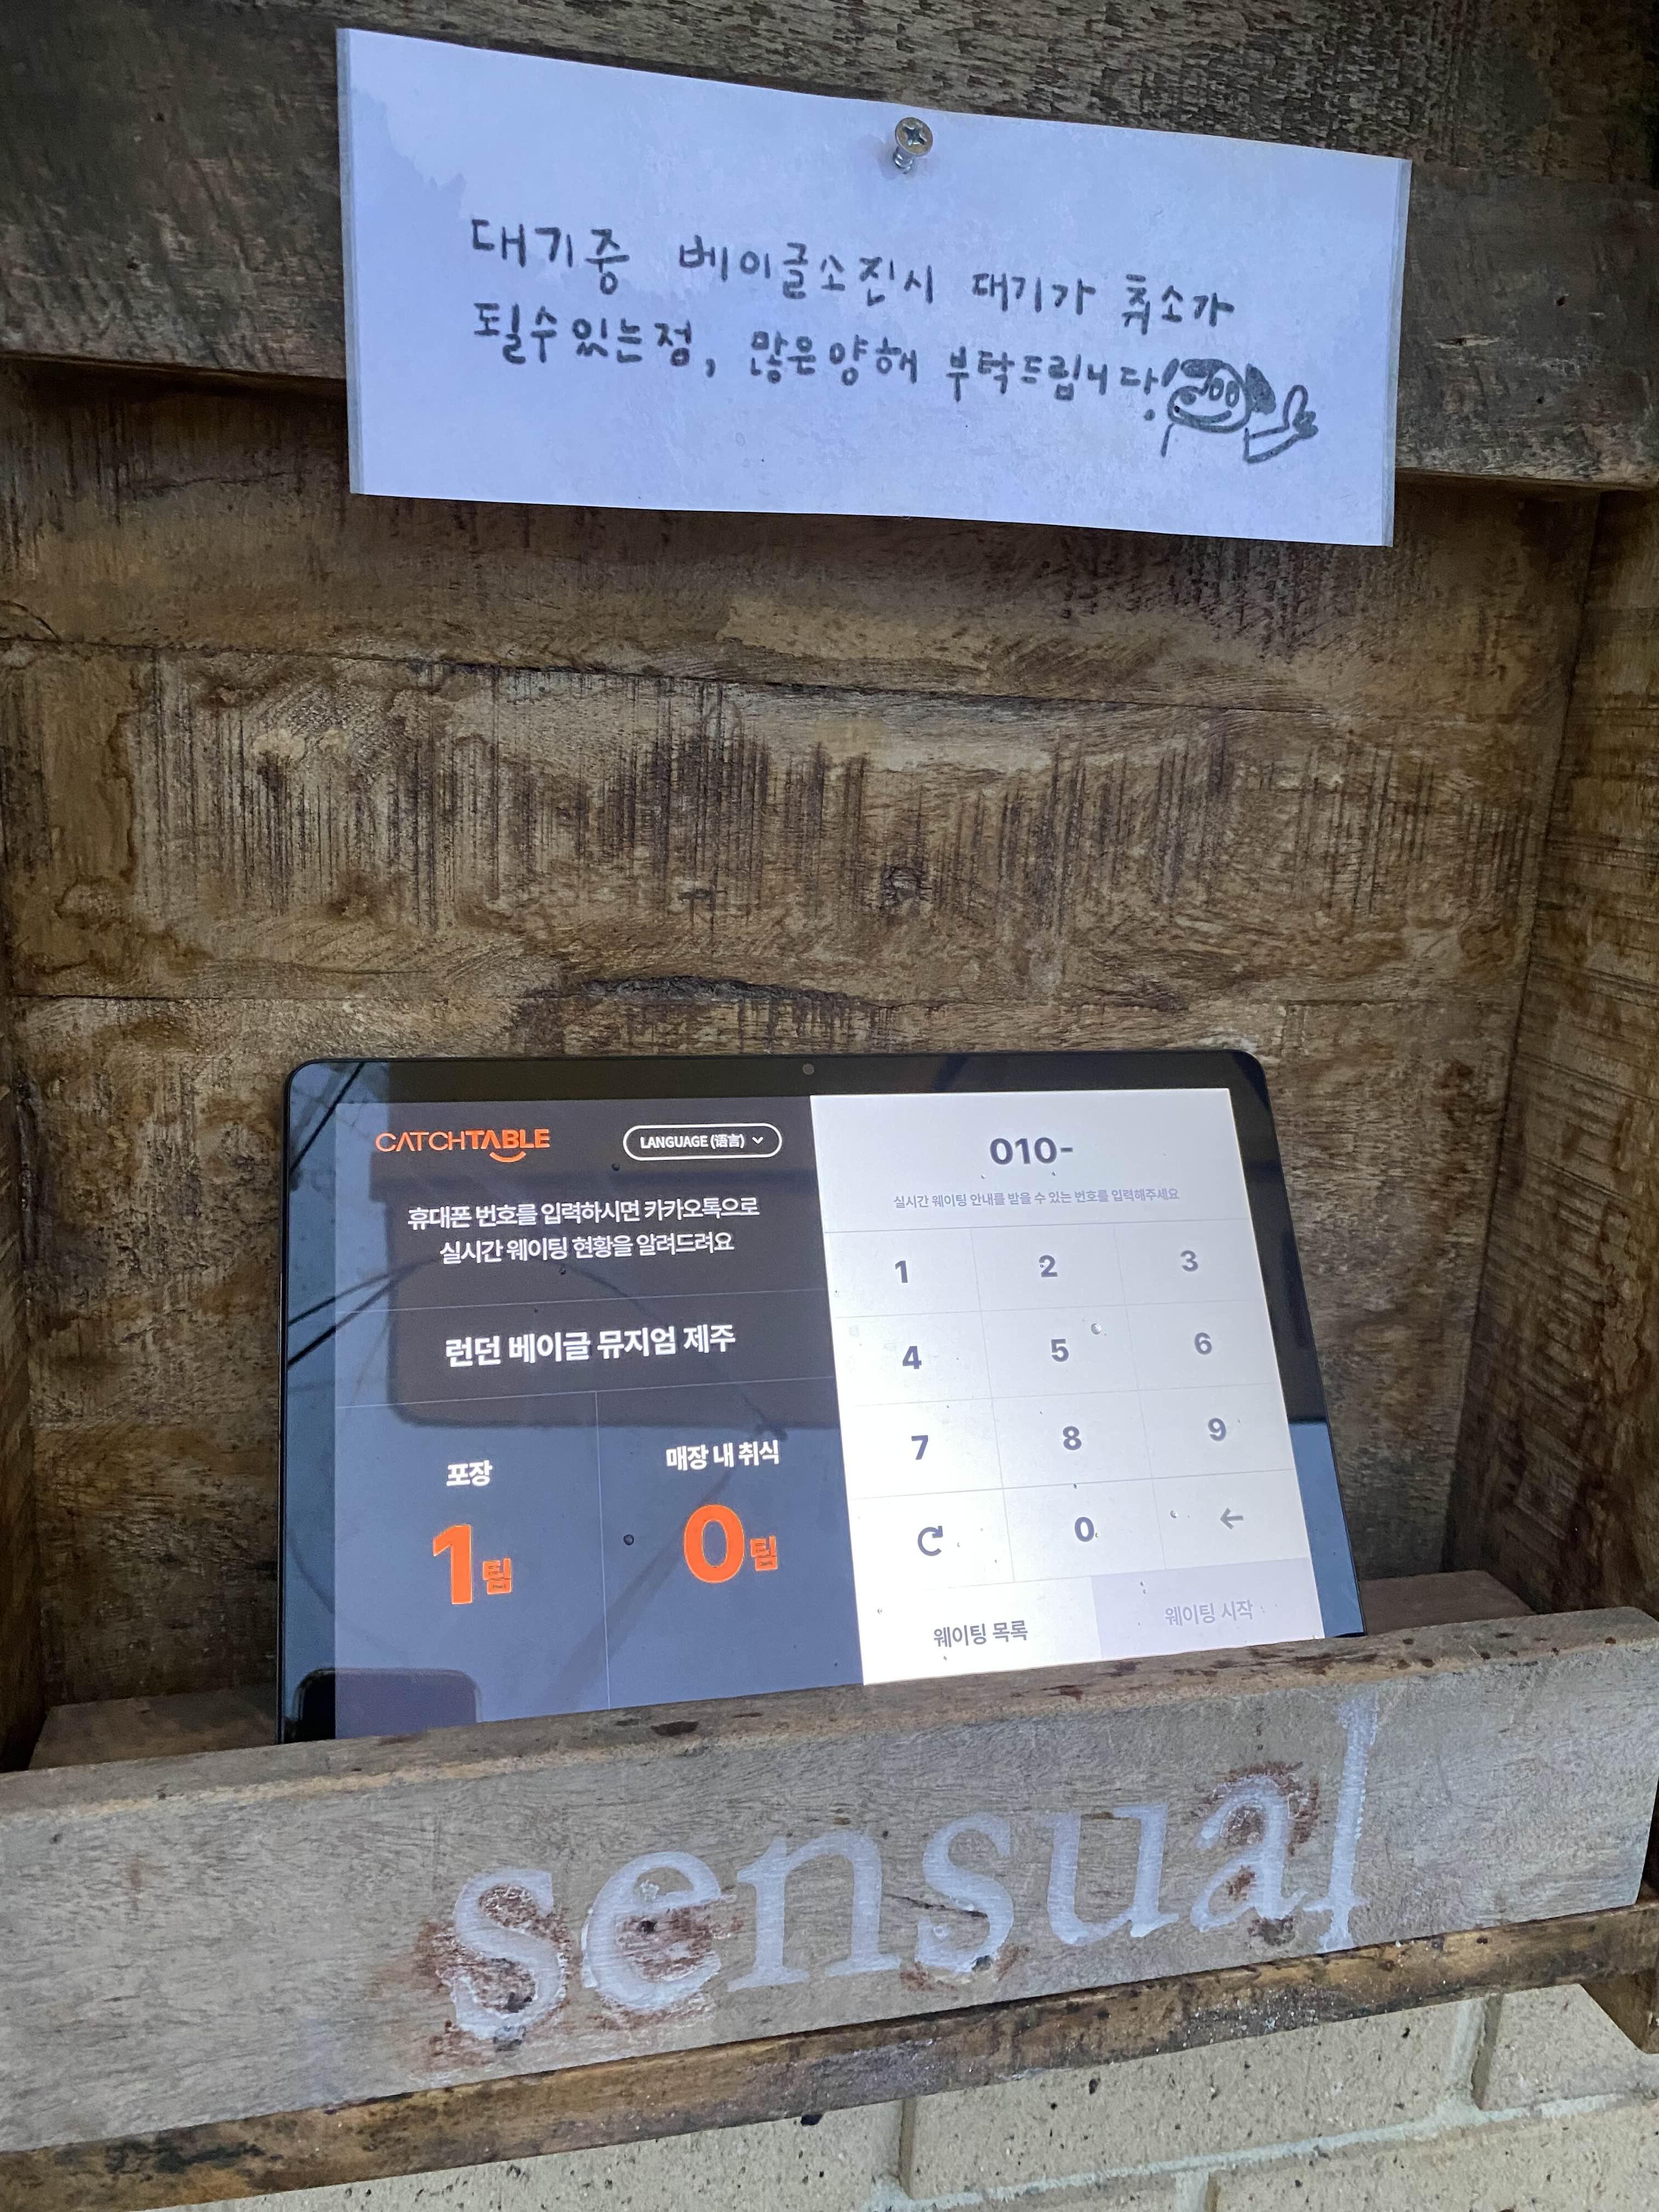 대기중 베이글소진시 대기가 취소가
될수있는점, 많은양해 부탁드립니다!
CATCHTABLE
LANGUAGE (语言)
휴대폰 번호를 입력하시면 카카오톡으로
실시간 웨이팅 현황을 알려드려요
런던 베이글 뮤지엄 제주
포장
1팀
매장 내 취식
0팀
010-
실시간 웨이팅 안내를 받을 수 있는 번호를 입력해주세요
1 2 3
4 5 6
7 8 9
0
웨이팅 목록 웨이팅 시작
sensual